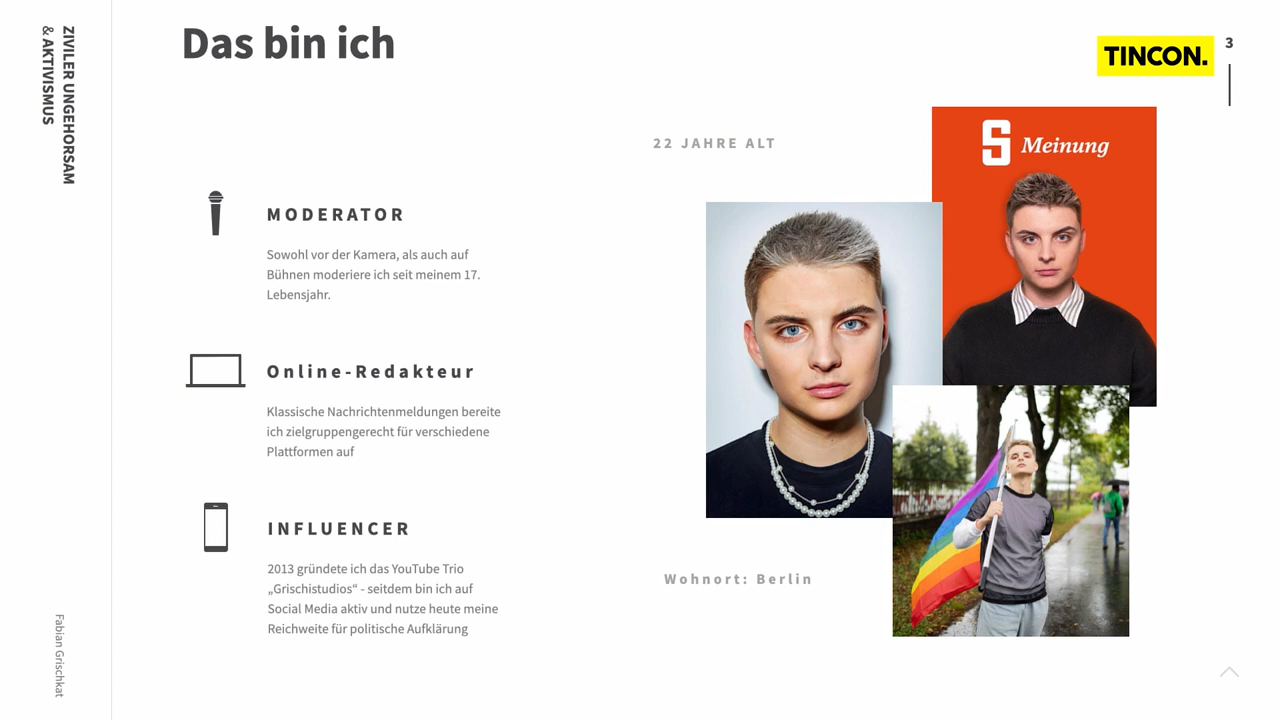 ZIVILER UNGEHORSAM
& AKTIVISMUS
Das bin ich
TINCON.
3
22 JAHRE ALT
S Meinung
MODERATOR
Sowohl vor der Kamera, als auch auf
Bühnen moderiere ich seit meinem 17.
Lebensjahr.
Online-Redakteur
Klassische Nachrichtenmeldungen bereite
ich zielgruppengerecht für verschiedene
Plattformen auf
INFLUENCER
2013 gründete ich das YouTube Trio
„Grischistudios“ - seitdem bin ich auf
Social Media aktiv und nutze heute meine
Reichweite für politische Aufklärung
Wohnort: Berlin
Fabian Grischkat